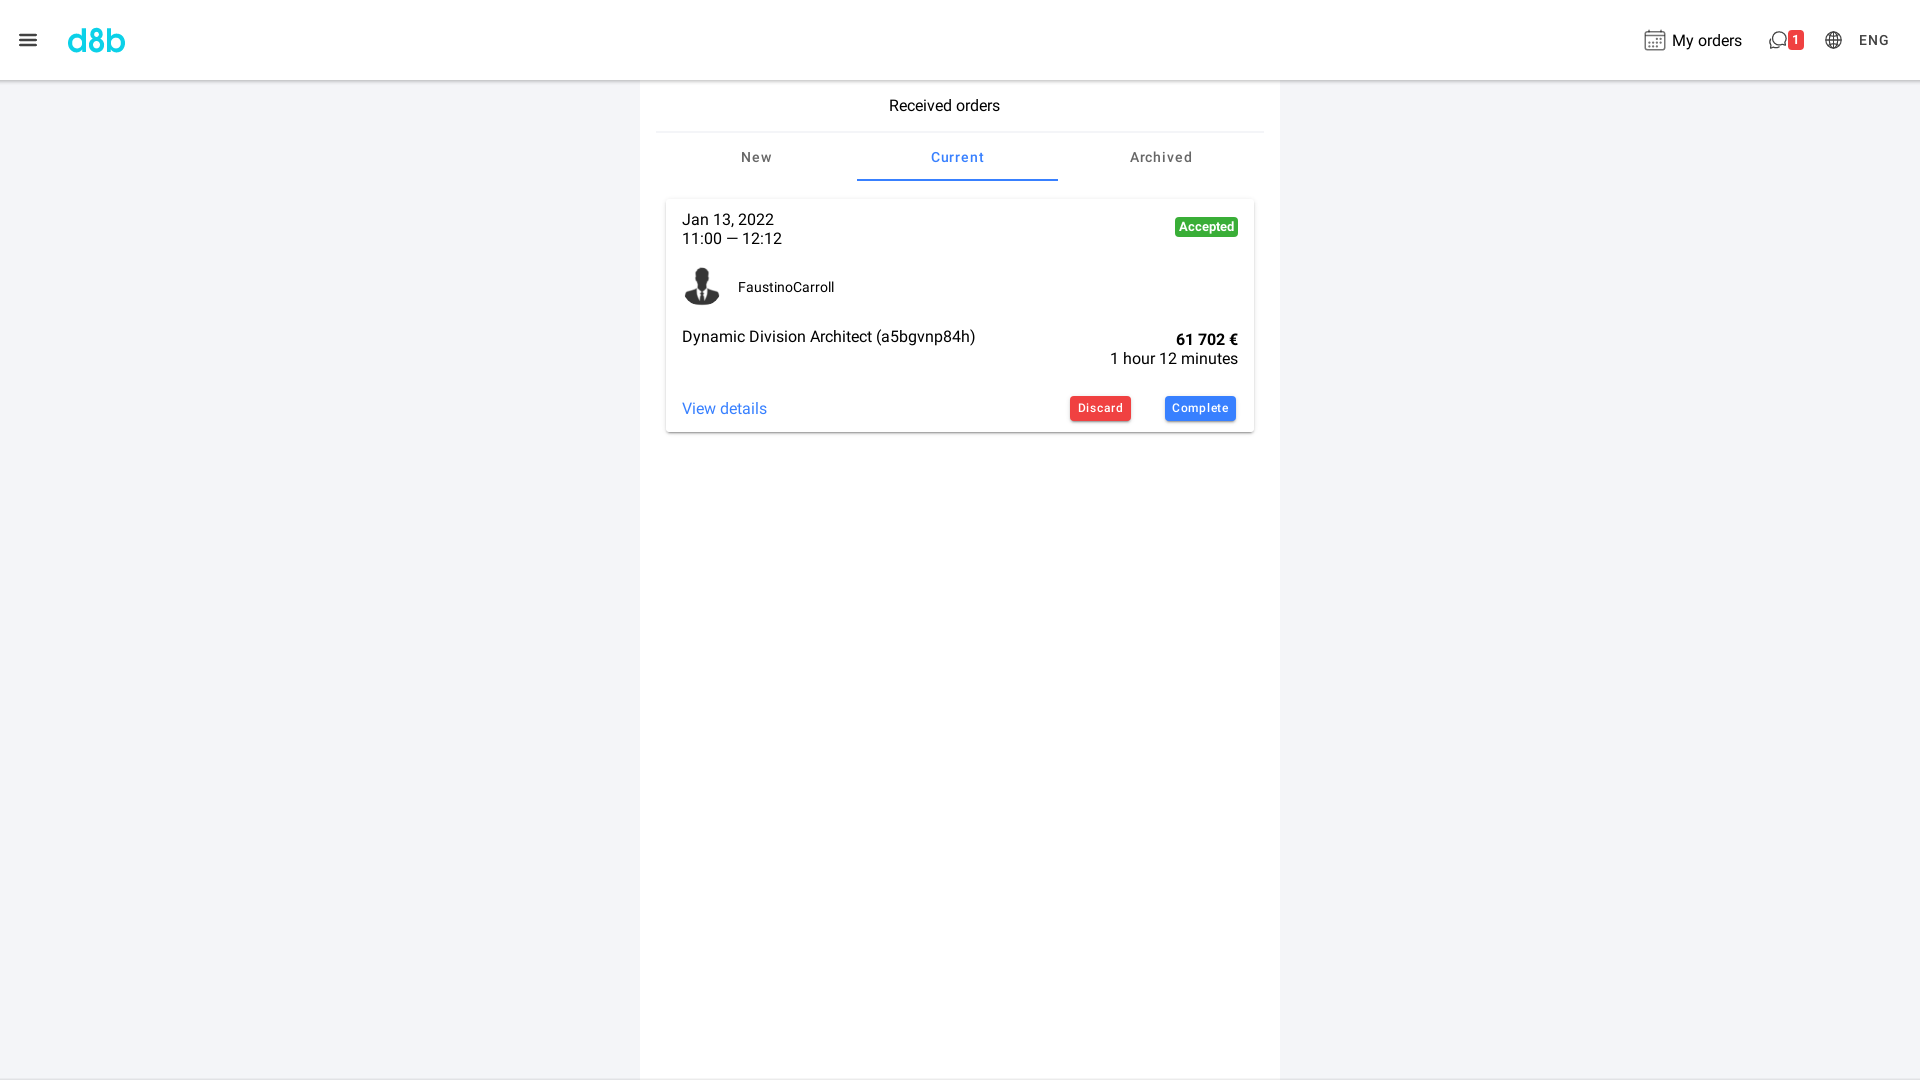 d8b
My orders
1
ENG
Received orders
New
Current
Archived
Jan 13, 2022
11:00 — 12:12
Accepted
FaustinoCarroll
Dynamic Division Architect (a5bgvnp84h)
61 702 €
1 hour 12 minutes
View details
Discard
Complete